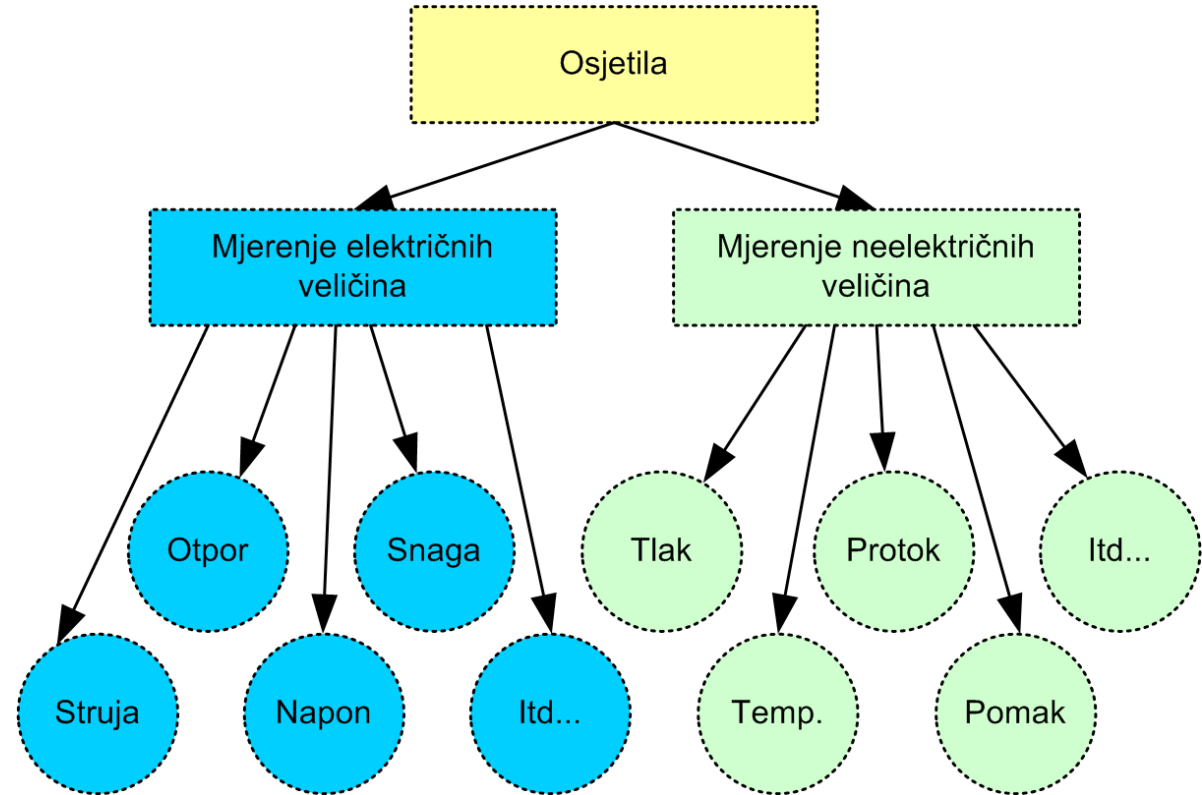 Osjetila
Mjerenje električnih
veličina
Mjerenje neelektričnih
veličina
Otpor
Snaga
Tlak
Protok
Itd...
Struja
Napon
Itd...
Temp.
Pomak